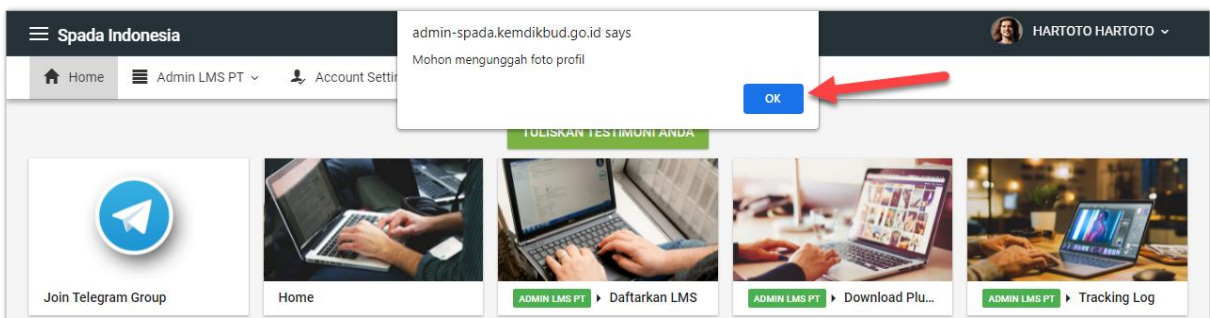 Spada Indonesia
HARTOTO HARTOTO
admin-spada.kemdikbud.go.id says
Mohon mengunggah foto profil
OK
Home
Admin LMS PT
Account Settin
TULISKAN TESTIMONI ANDA
Join Telegram Group
Home
ADMIN LMS PT Daftarkan LMS
ADMIN LMS PT Download Plu...
ADMIN LMS PT Tracking Log